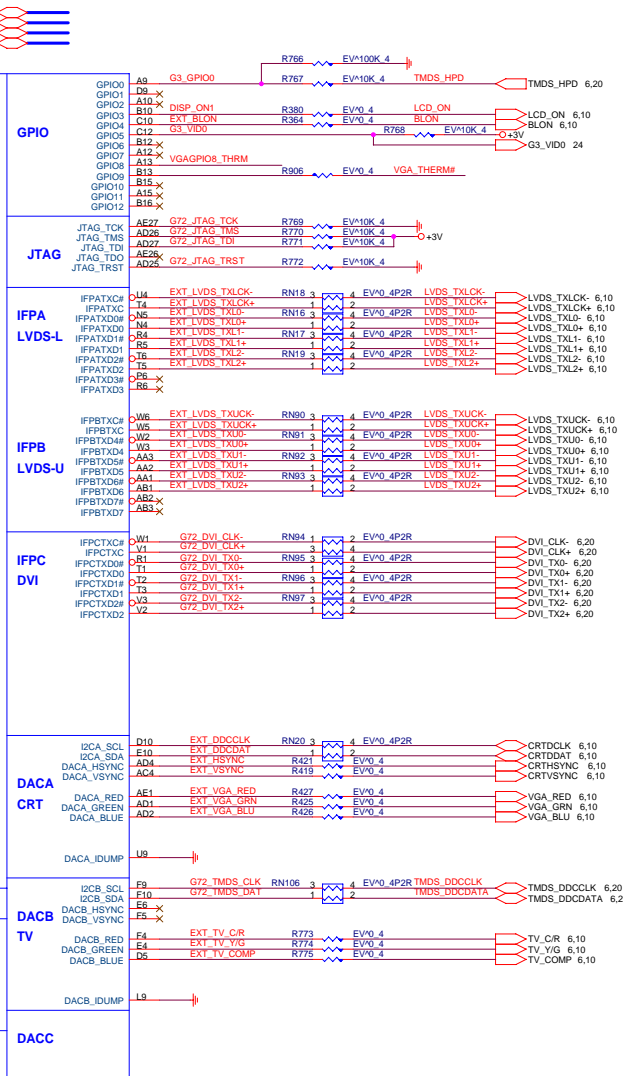 R766 EV^100K_4
GPIO0 A9 G3_GPIO0 R767 EV^10K_4 TMDS_HPD TMDS_HPD 6,20
GPIO1 D9
GPIO2 A10
GPIO3 B10 DISP_ON1 R380 EV^0_4 LCD_ON LCD_ON 6,10
GPIO4 C10 EXT_BLON R364 EV^0_4 BLON BLON 6,10
GPIO GPIO5 C12 G3_VID0 R768 EV^10K_4 +3V
GPIO6 B12 G3_VID0 24
GPIO7 A12
GPIO8 A13 VGAGPIO8_THRM
GPIO9 B13 R906 EV^0_4 VGA_THERM#
GPIO10 B15
GPIO11 A15
GPIO12 B16
JTAG_TCK AE27 G72_JTAG_TCK R769 EV^10K_4
JTAG_TMS AD26 G72_JTAG_TMS R770 EV^10K_4 +3V
JTAG_TDI AD27 G72_JTAG_TDI R771 EV^10K_4
JTAG JTAG_TDO AE26
JTAG_TRST AD25 G72_JTAG_TRST R772 EV^10K_4
IFPATXC# U4 EXT_LVDS_TXLCK- RN18 3 4 EV^0_4P2R LVDS_TXLCK- LVDS_TXLCK- 6,10
IFPA IFPATXC T4 EXT_LVDS_TXLCK+ 1 2 LVDS_TXLCK+ LVDS_TXLCK+ 6,10
IFPATXD0# N5 EXT_LVDS_TXL0- RN16 3 4 EV^0_4P2R LVDS_TXL0- LVDS_TXL0- 6,10
IFPATXD0 N4 EXT_LVDS_TXL0+ 1 2 LVDS_TXL0+ LVDS_TXL0+ 6,10
LVDS-L IFPATXD1# R4 EXT_LVDS_TXL1- RN17 3 4 EV^0_4P2R LVDS_TXL1- LVDS_TXL1- 6,10
IFPATXD1 R5 EXT_LVDS_TXL1+ 1 2 LVDS_TXL1+ LVDS_TXL1+ 6,10
IFPATXD2# T6 EXT_LVDS_TXL2- RN19 3 4 EV^0_4P2R LVDS_TXL2- LVDS_TXL2- 6,10
IFPATXD2 T5 EXT_LVDS_TXL2+ 1 2 LVDS_TXL2+ LVDS_TXL2+ 6,10
IFPATXD3# P6
IFPATXD3 R6
IFPBTXC# W6 EXT_LVDS_TXUCK- RN90 3 4 EV^0_4P2R LVDS_TXUCK- LVDS_TXUCK- 6,10
IFPBTXC W5 EXT_LVDS_TXUCK+ 1 2 LVDS_TXUCK+ LVDS_TXUCK+ 6,10
IFPBTXD4# W2 EXT_LVDS_TXU0- RN91 3 4 EV^0_4P2R LVDS_TXU0- LVDS_TXU0- 6,10
IFPB IFPBTXD4 W3 EXT_LVDS_TXU0+ 1 2 LVDS_TXU0+ LVDS_TXU0+ 6,10
IFPBTXD5# AA3 EXT_LVDS_TXU1- RN92 3 4 EV^0_4P2R LVDS_TXU1- LVDS_TXU1- 6,10
LVDS-U IFPBTXD5 AA2 EXT_LVDS_TXU1+ 1 2 LVDS_TXU1+ LVDS_TXU1+ 6,10
IFPBTXD6# AA1 EXT_LVDS_TXU2- RN93 3 4 EV^0_4P2R LVDS_TXU2- LVDS_TXU2- 6,10
IFPBTXD6 AB1 EXT_LVDS_TXU2+ 1 2 LVDS_TXU2+ LVDS_TXU2+ 6,10
IFPBTXD7# AB2
IFPBTXD7 AB3
IFPCTXC# W1 G72_DVI_CLK- RN94 1 2 EV^0_4P2R DVI_CLK- 6,20
IFPC IFPCTXC V1 G72_DVI_CLK+ 3 4 DVI_CLK+ 6,20
IFPCTXD0# R1 G72_DVI_TX0- RN95 3 4 EV^0_4P2R DVI_TX0- 6,20
IFPCTXD0 T1 G72_DVI_TX0+ 1 2 DVI_TX0+ 6,20
DVI IFPCTXD1# T2 G72_DVI_TX1- RN96 3 4 EV^0_4P2R DVI_TX1- 6,20
IFPCTXD1 T3 G72_DVI_TX1+ 1 2 DVI_TX1+ 6,20
IFPCTXD2# V3 G72_DVI_TX2- RN97 3 4 EV^0_4P2R DVI_TX2- 6,20
IFPCTXD2 V2 G72_DVI_TX2+ 1 2 DVI_TX2+ 6,20
I2CA_SCL D10 EXT_DDCCLK RN20 3 4 EV^0_4P2R CRTDCLK 6,10
I2CA_SDA E10 EXT_DDCDAT 1 2 CRTDDAT 6,10
DACA_HSYNC AD4 EXT_HSYNC R421 EV^0_4 CRTHSYNC 6,10
DACA_VSYNC AC4 EXT_VSYNC R419 EV^0_4 CRTVSYNC 6,10
DACA
DACA_RED AE1 EXT_VGA_RED R427 EV^0_4 VGA_RED 6,10
CRT DACA_GREEN AD1 EXT_VGA_GRN R425 EV^0_4 VGA_GRN 6,10
DACA_BLUE AD2 EXT_VGA_BLU R426 EV^0_4 VGA_BLU 6,10
DACA_IDUMP U9
I2CB_SCL F9 G72_TMDS_CLK RN106 3 4 EV^0_4P2R TMDS_DDCCLK TMDS_DDCCLK 6,20
I2CB_SDA F10 G72_TMDS_DAT 1 2 TMDS_DDCDATA TMDS_DDCDATA 6,2
DACB_HSYNC E6
DACB DACB_VSYNC F5
TV DACB_RED F4 EXT_TV_C/R R773 EV^0_4 TV_C/R 6,10
DACB_GREEN E4 EXT_TV_Y/G R774 EV^0_4 TV_Y/G 6,10
DACB_BLUE D5 EXT_TV_COMP R775 EV^0_4 TV_COMP 6,10
DACB_IDUMP L9
DACC